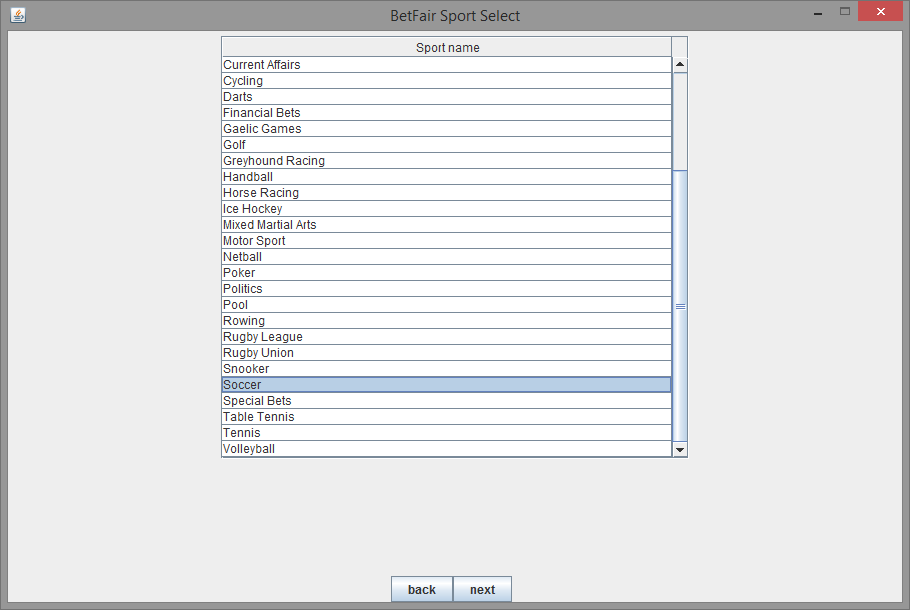 BetFair Sport Select
Sport name
Current Affairs
Cycling
Darts
Financial Bets
Gaelic Games
Golf
Greyhound Racing
Handball
Horse Racing
Ice Hockey
Mixed Martial Arts
Motor Sport
Netball
Poker
Politics
Pool
Rowing
Rugby League
Rugby Union
Snooker
Soccer
Special Bets
Table Tennis
Tennis
Volleyball
back next